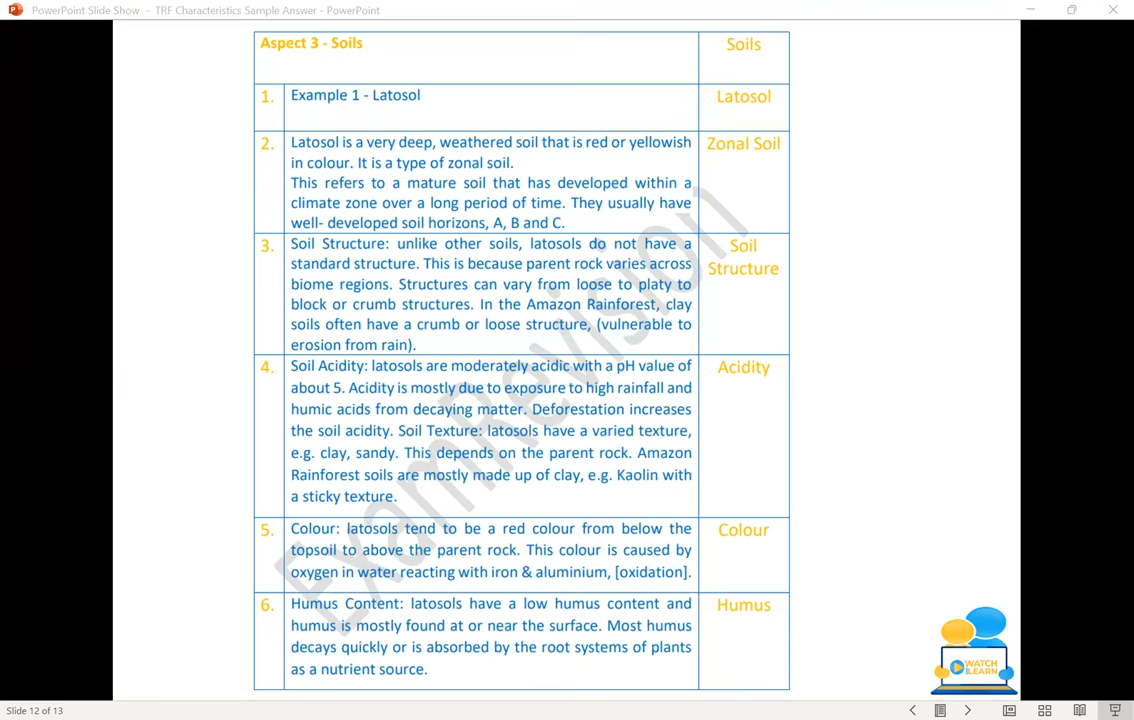 PowerPoint Slide Show - TRF Characteristics Sample Answer - PowerPoint
Aspect 3 - Soils
Soils
1.
Example 1 - Latosol
Latosol
2.
Latosol is a very deep, weathered soil that is red or yellowish
in colour. It is a type of zonal soil.
This refers to a mature soil that has developed within a
climate zone over a long period of time. They usually have
well- developed soil horizons, A, B and C.
Zonal Soil
3.
Soil Structure: unlike other soils, latosols do not have a
standard structure. This is because parent rock varies across
biome regions. Structures can vary from loose to platy to
block or crumb structures. In the Amazon Rainforest, clay
soils often have a crumb or loose structure, (vulnerable to
erosion from rain).
Soil
Structure
4.
Soil Acidity: latosols are moderately acidic with a pH value of
about 5. Acidity is mostly due to exposure to high rainfall and
humic acids from decaying matter. Deforestation increases
the soil acidity. Soil Texture: latosols have a varied texture,
e.g. clay, sandy. This depends on the parent rock. Amazon
Rainforest soils are mostly made up of clay, e.g. Kaolin with
a sticky texture.
Acidity
5.
Colour: latosols tend to be a red colour from below the
topsoil to above the parent rock. This colour is caused by
oxygen in water reacting with iron & aluminium, [oxidation].
Colour
6.
Humus Content: latosols have a low humus content and
humus is mostly found at or near the surface. Most humus
decays quickly or is absorbed by the root systems of plants
as a nutrient source.
Humus
ExamRevision
WATCH
LEARN
Slide 12 of 13